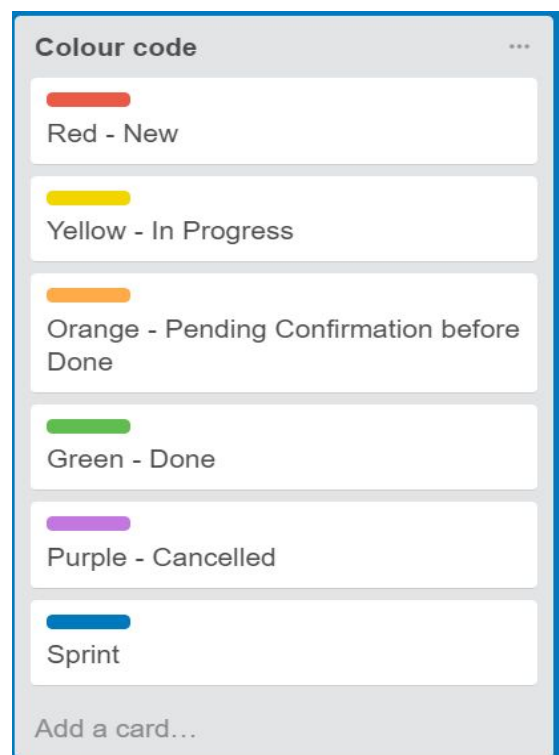 Colour code
Red - New
Yellow - In Progress
Orange - Pending Confirmation before
Done
Green - Done
Purple - Cancelled
Sprint
Add a card...